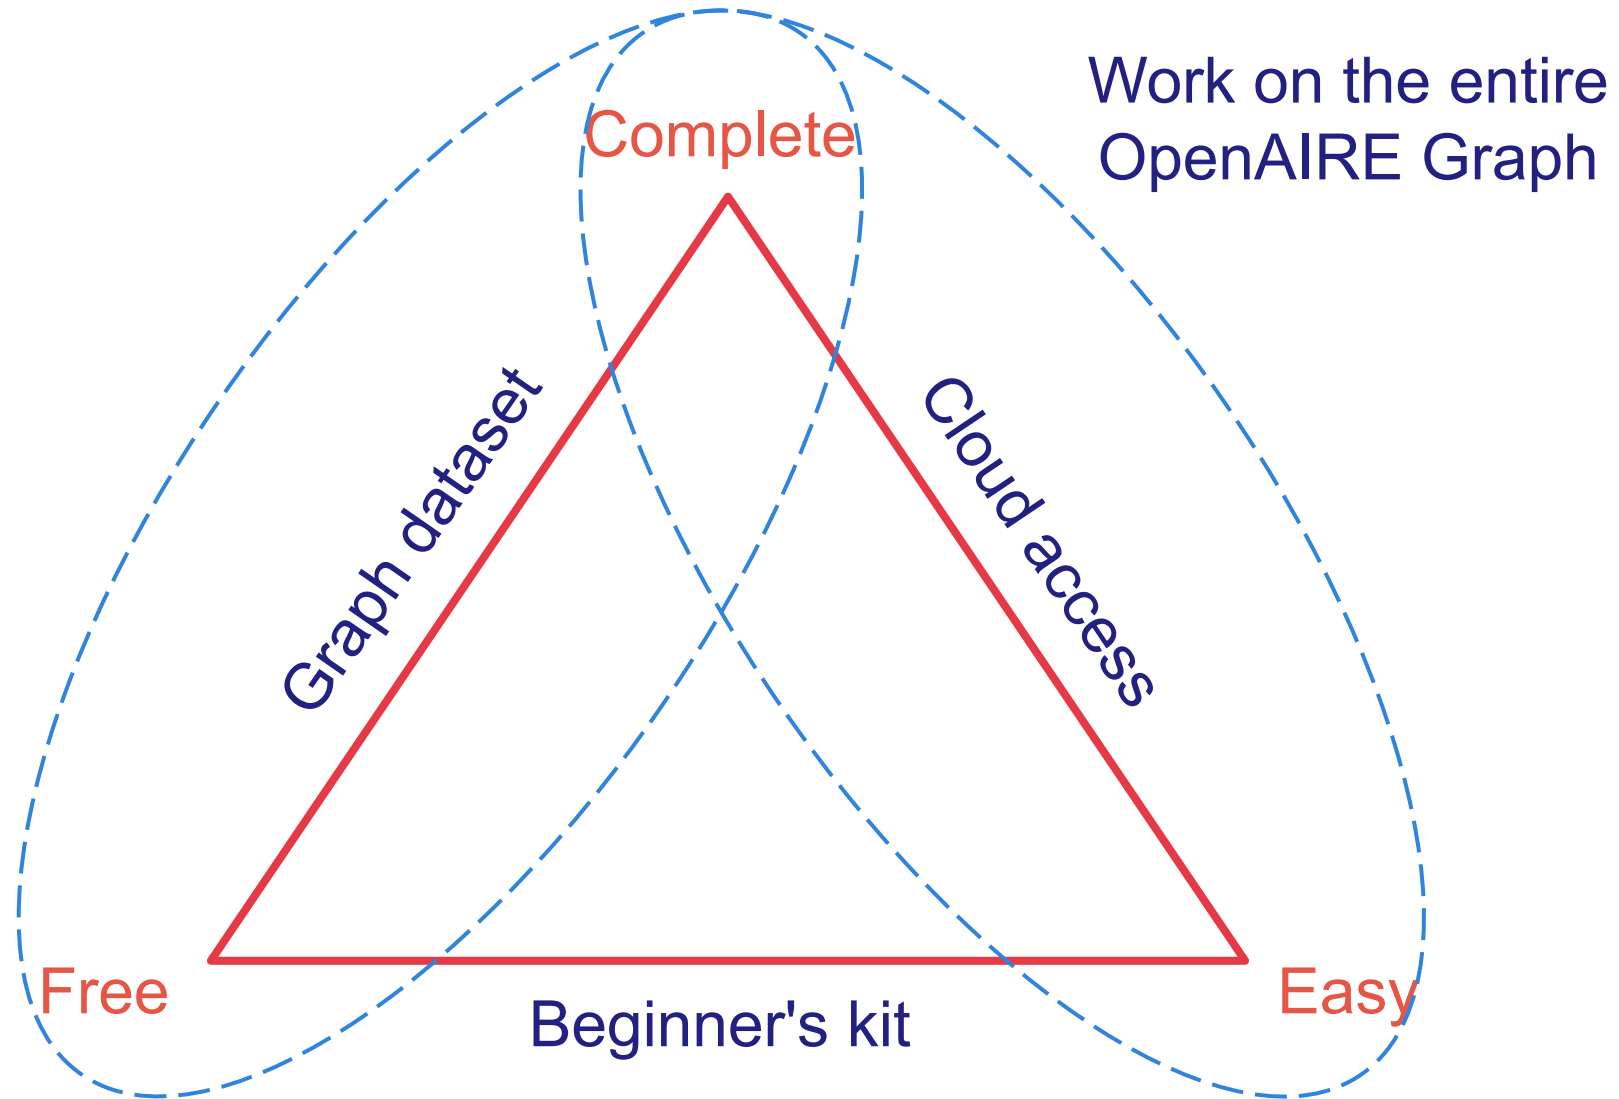 Work on the entire
OpenAIRE Graph
Complete
Graph dataset
Cloud access
Free
Easy
Beginner's kit